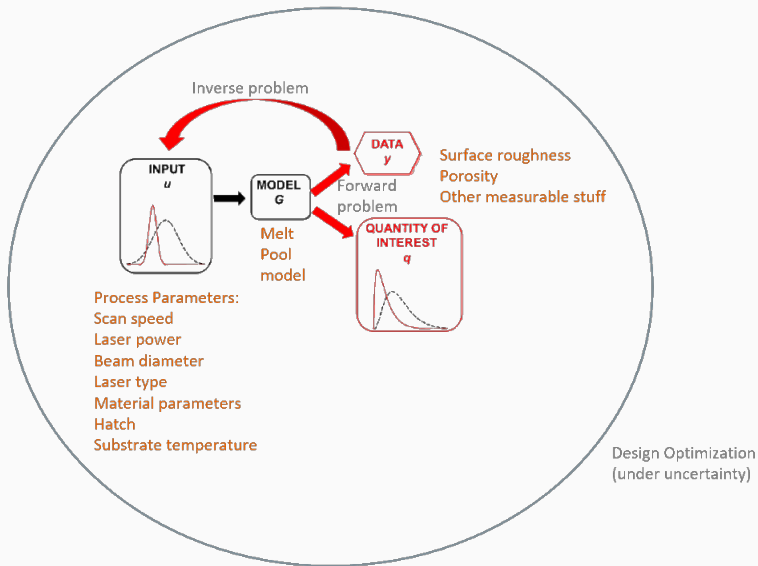 Inverse problem
DATA
y
Surface roughness
Porosity
Other measurable stuff
INPUT
u
MODEL
G
Forward
problem
Melt
Pool
model
QUANTITY OF
INTEREST
q
Process Parameters:
Scan speed
Laser power
Beam diameter
Laser type
Material parameters
Hatch
Substrate temperature
Design Optimization
(under uncertainty)